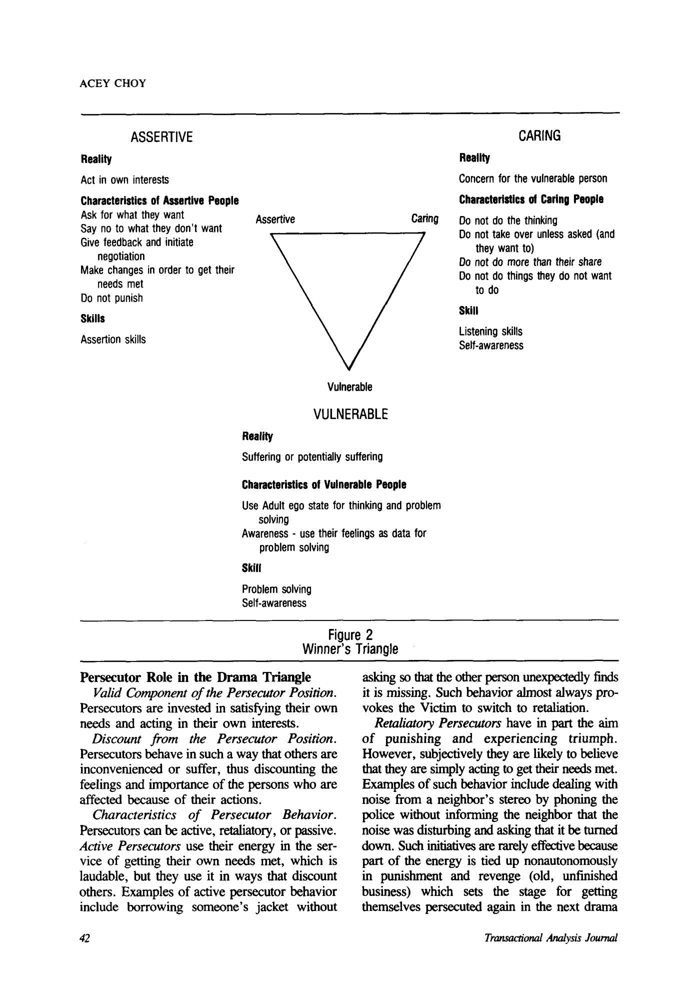 ACEY CHOY
ASSERTIVE
Reality
Act in own interests
Characteristics of Assertive People
Ask for what they want
Say no to what they don't want
Give feedback and initiate
negotiation
Make changes in order to get their
needs met
Do not punish
Skills
Assertion skills
Assertive
Caring
CARING
Reality
Concern for the vulnerable person
Characteristics of Caring People
Do not do the thinking
Do not take over unless asked (and
they want to)
Do not do more than their share
Do not do things they do not want
to do
Skill
Listening skills
Self-awareness
Vulnerable
VULNERABLE
Reality
Suffering or potentially suffering
Characteristics of Vulnerable People
Use Adult ego state for thinking and problem
solving
Awareness - use their feelings as data for
problem solving
Skill
Problem solving
Self-awareness
Figure 2
Winner's Triangle
Persecutor Role in the Drama Triangle
Valid Component of the Persecutor Position.
Persecutors are invested in satisfying their own
needs and acting in their own interests.
Discount from the Persecutor Position.
Persecutors behave in such a way that others are
inconvenienced or suffer, thus discounting the
feelings and importance of the persons who are
affected because of their actions.
Characteristics of Persecutor Behavior.
Persecutors can be active, retaliatory, or passive.
Active Persecutors use their energy in the ser-
vice of getting their own needs met, which is
laudable, but they use it in ways that discount
others. Examples of active persecutor behavior
include borrowing someone's jacket without
asking so that the other person unexpectedly finds
it is missing. Such behavior almost always pro-
vokes the Victim to switch to retaliation.
Retaliatory Persecutors have in part the aim
of punishing and experiencing triumph.
However, subjectively they are likely to believe
that they are simply acting to get their needs met.
Examples of such behavior include dealing with
noise from a neighbor's stereo by phoning the
police without informing the neighbor that the
noise was disturbing and asking that it be turned
down. Such initiatives are rarely effective because
part of the energy is tied up nonautonomously
in punishment and revenge (old, unfinished
business) which sets the stage for getting
themselves persecuted again in the next drama
42
Transactional Analysis Journal